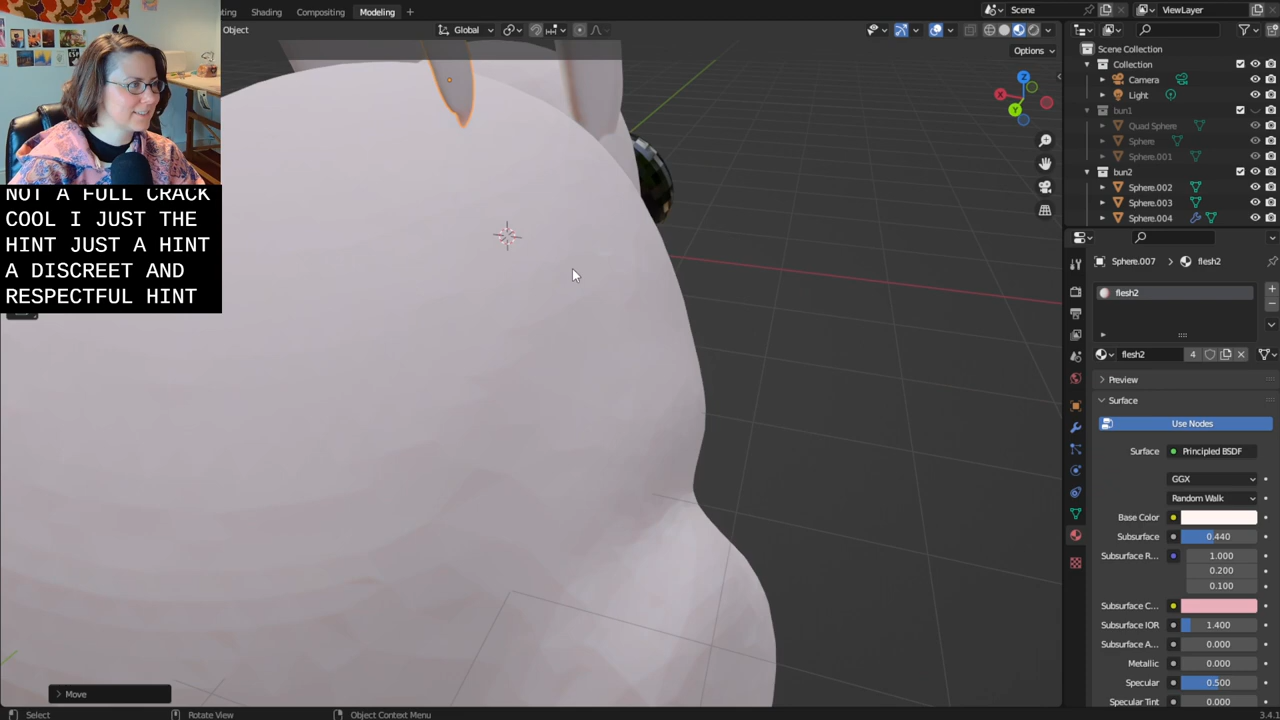 ting Shading Compositing Modeling +
Scene
ViewLayer
Object
Global
Options
Scene Collection
Collection
Camera
Light
bun1
Quad Sphere
Sphere
Sphere.001
bun2
Sphere.002
Sphere.003
Sphere.004
NOT A FULL CRACK
COOL I JUST THE
HINT JUST A HINT
A DISCREET AND
RESPECTFUL HINT
X
Y
Z
Sphere.007 > flesh2
flesh2
flesh2 4
Preview
Surface
Use Nodes
Surface Principled BSDF
GGX
Random Walk
Base Color
Subsurface 0.440
Subsurface R... 1.000
0.200
0.100
Subsurface C...
Subsurface IOR 1.400
Subsurface A... 0.000
Metallic 0.000
Specular 0.500
Specular Tint 0.000
> Move
Select Rotate View Object Context Menu 3.4.1